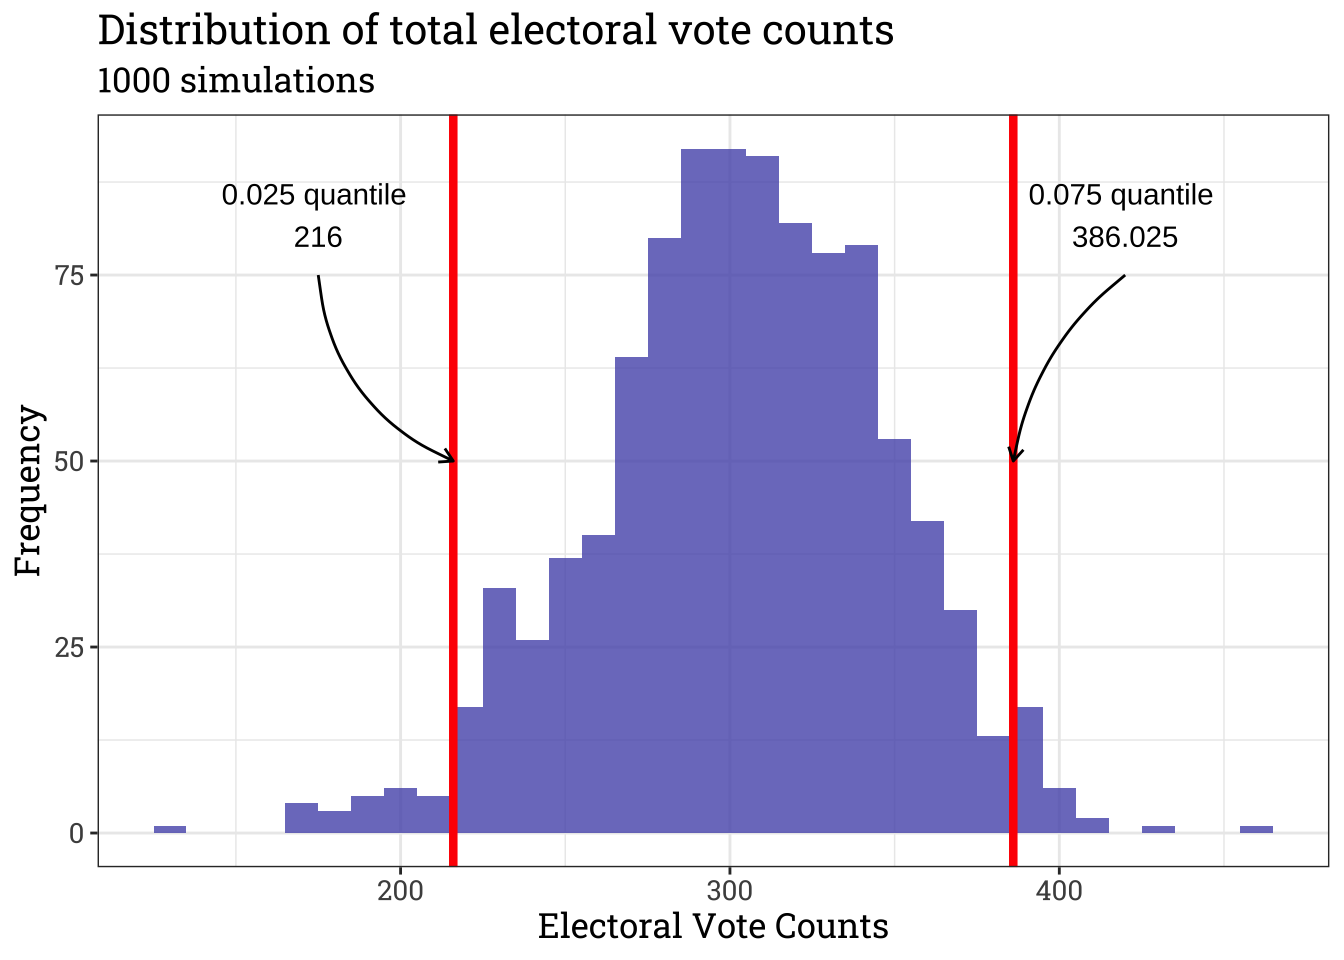 Distribution of total electoral vote counts
1000 simulations
0.025 quantile
216
0.075 quantile
386.025
75
50
25
0
Frequency
200 300 400
Electoral Vote Counts